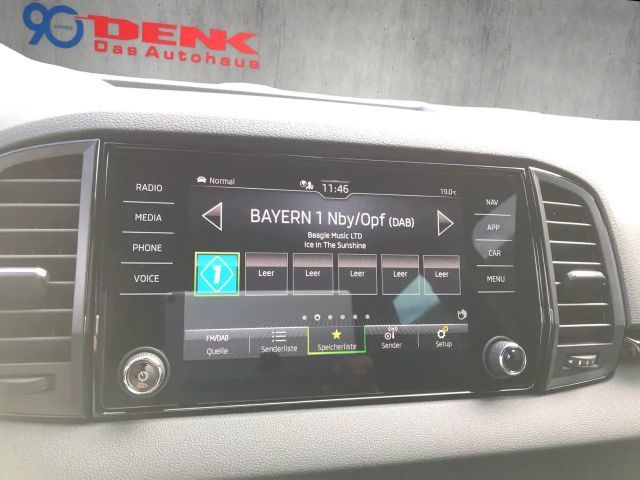 90 JAHRE DENK
Das Autohaus
RADIO
MEDIA
PHONE
VOICE
Normal
11:46
19.0°C
BAYERN 1 Nby/Opf (DAB)
Beagle Music LTD
Ice In The Sunshine
1
Leer
Leer
Leer
Leer
Leer
FM/DAB
Quelle
Senderliste
Speicherliste
Sender
Setup
NAV
APP
CAR
MENU